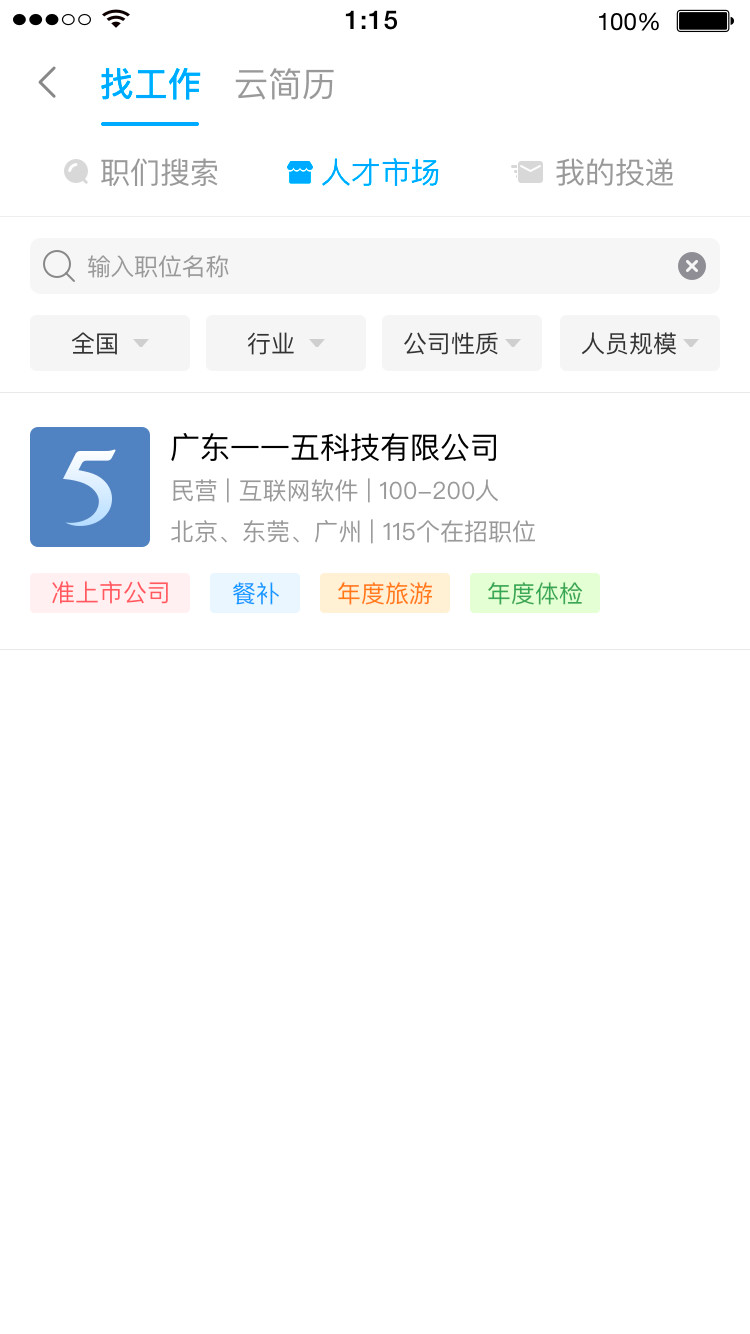 1:15 100%
找工作 云简历
职们搜索 人才市场 我的投递
输入职位名称
全国 行业 公司性质 人员规模
5
广东一一五科技有限公司
民营 | 互联网软件 | 100-200人
北京、东莞、广州 | 115个在招职位
准上市公司 餐补 年度旅游 年度体检